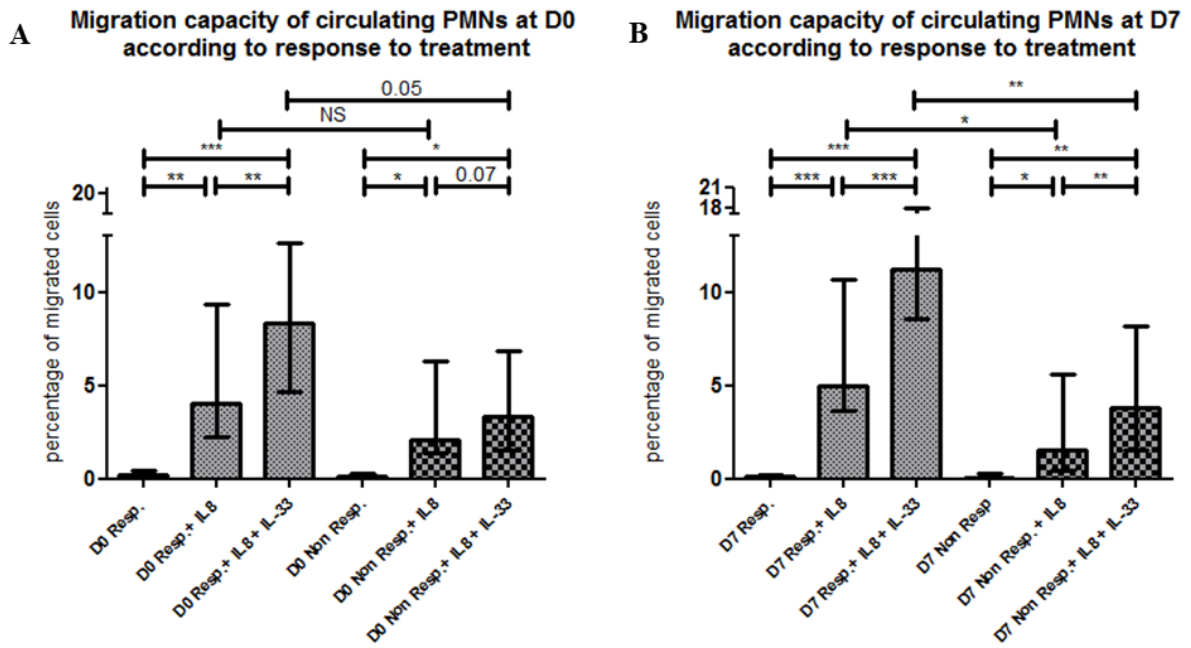 A
Migration capacity of circulating PMNs at D0
according to response to treatment
0.05
NS
***
*
**
**
*
0.07
percentage of migrated cells
20
10
5
0
D0 Resp.
D0 Resp.+ IL8
D0 Resp.+ IL8 + IL-33
D0 Non Resp.
D0 Non Resp.+ IL8
D0 Non Resp.+ IL8 + IL-33
B
Migration capacity of circulating PMNs at D7
according to response to treatment
**
*
***
**
***
***
*
**
percentage of migrated cells
21
18
10
5
0
D7 Resp.
D7 Resp.+ IL8
D7 Resp.+ IL8 + IL-33
D7 Non Resp
D7 Non Resp.+ IL8
D7 Non Resp.+ IL8 + IL-33